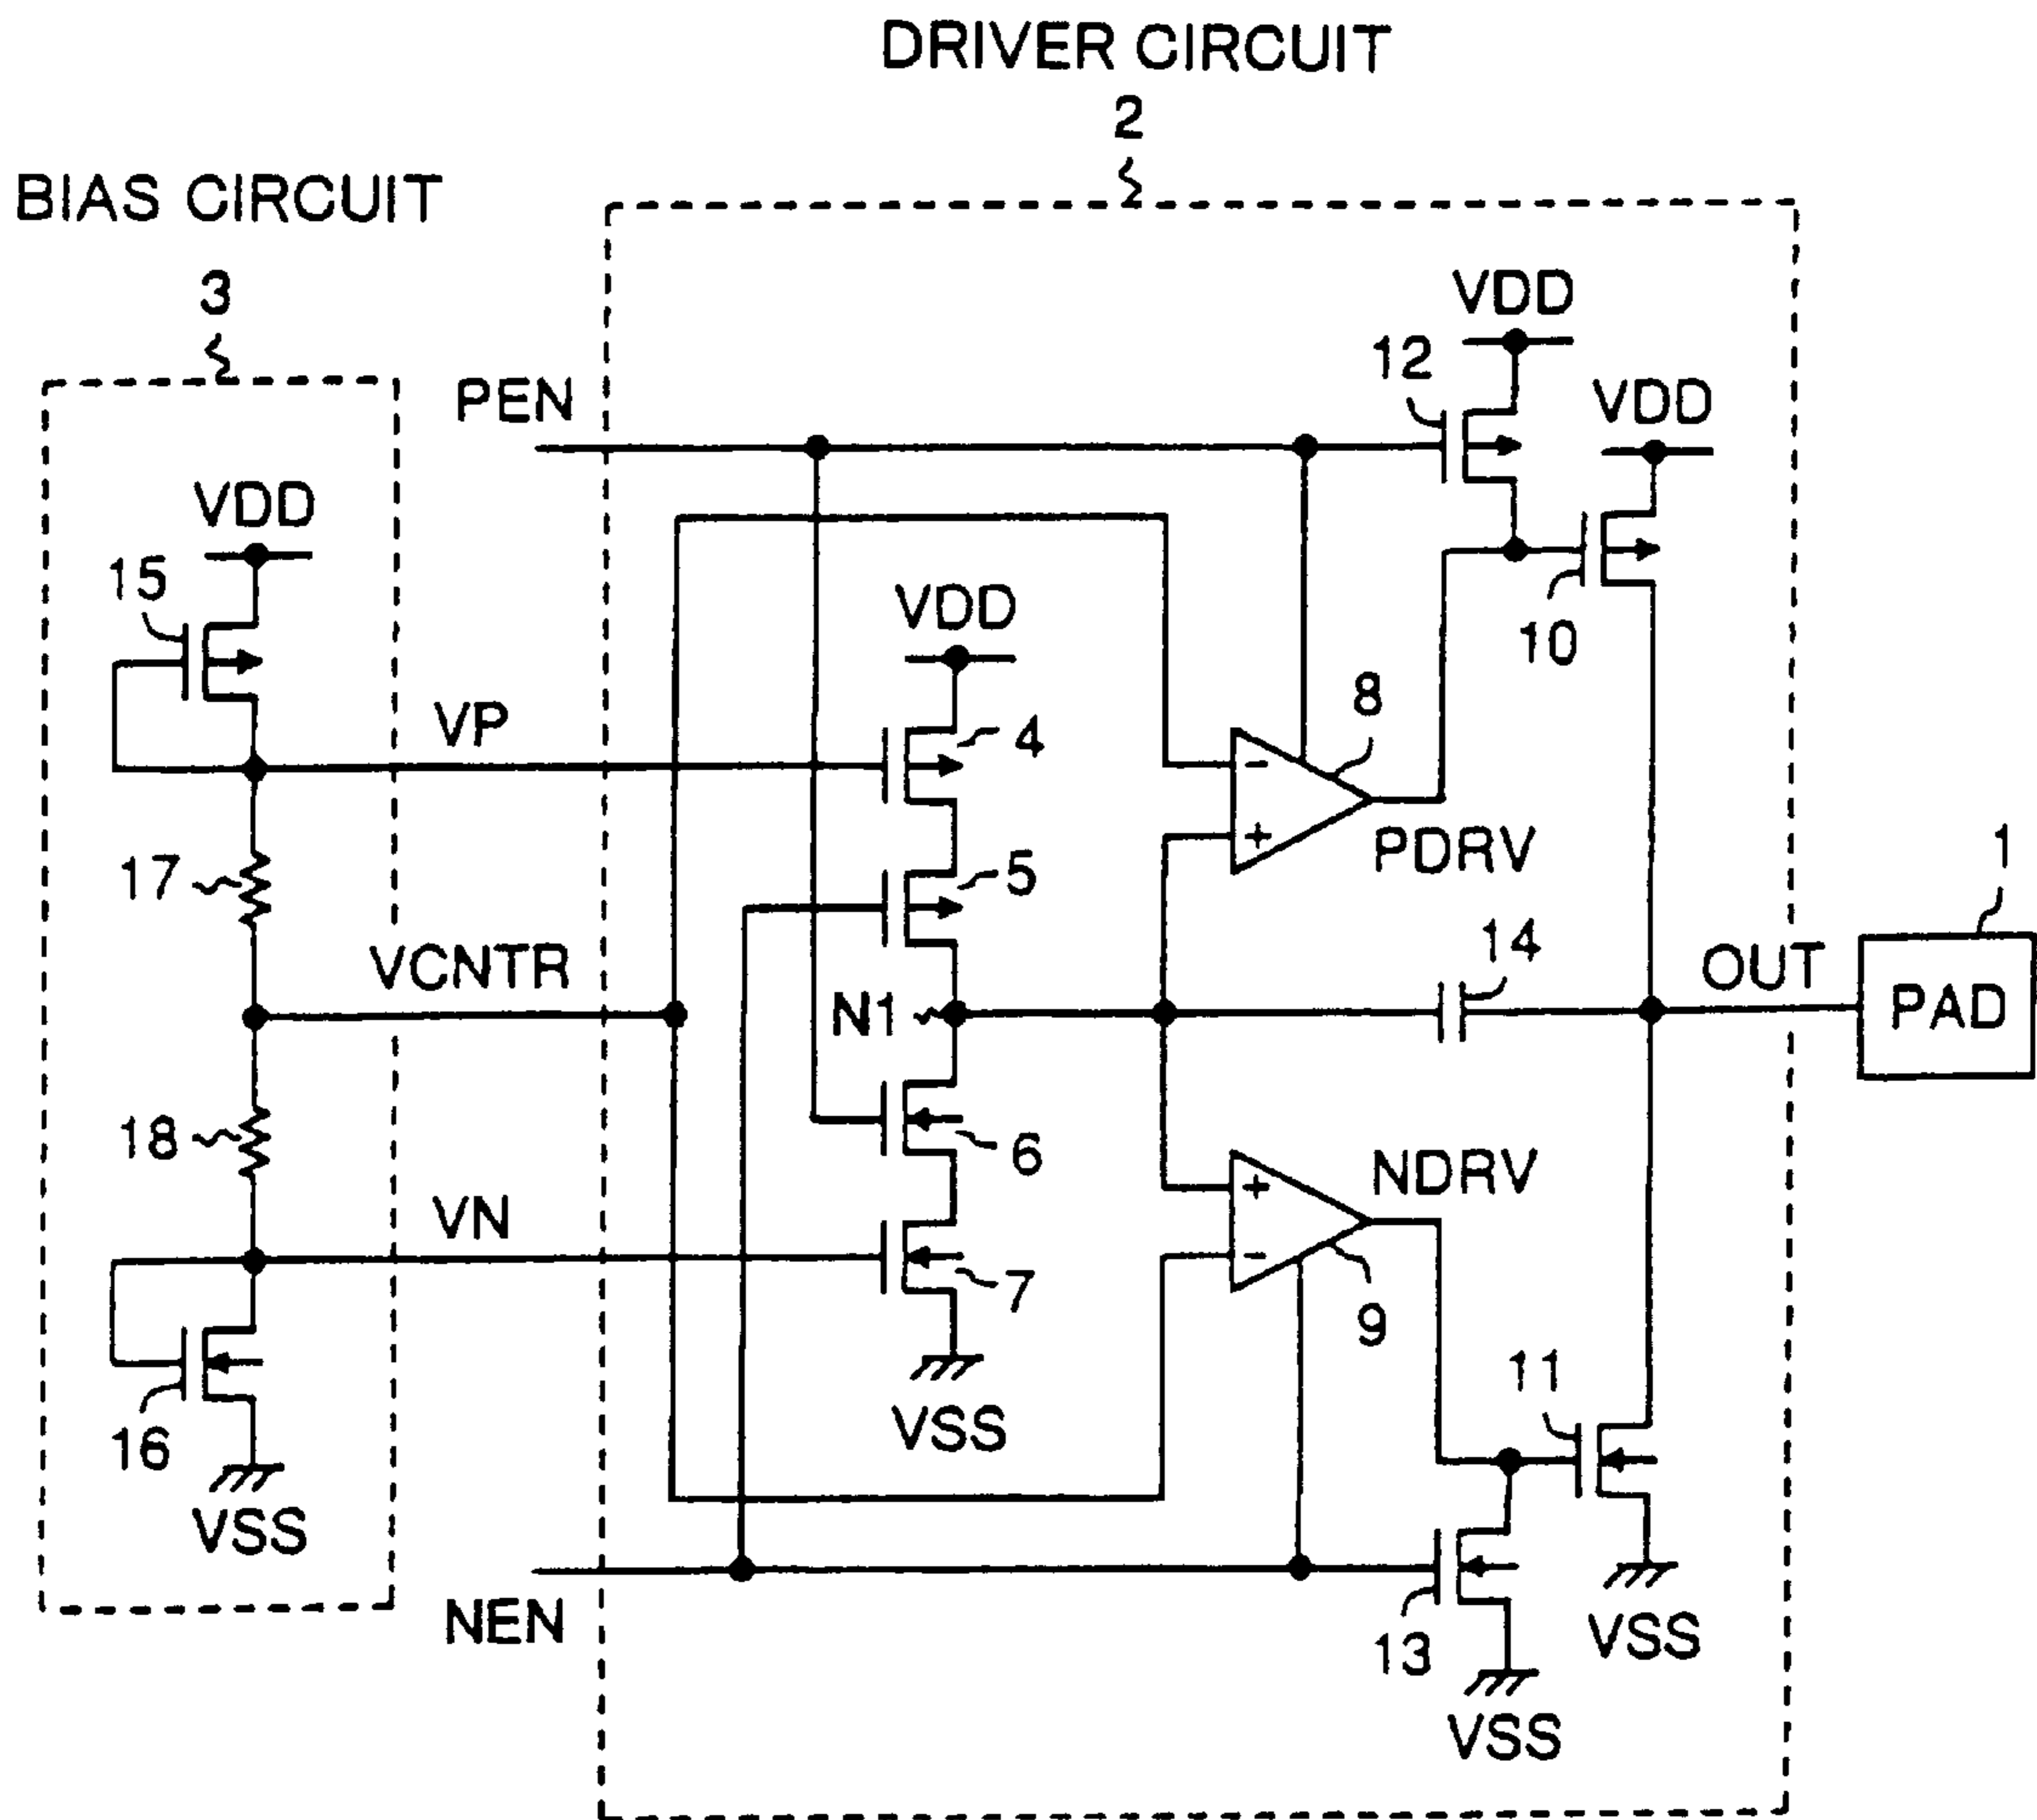 DRIVER CIRCUIT
2
BIAS CIRCUIT
3
VDD
12
PEN
VDD
VDD
15
10
VDD
8
VP
4
17
5
PDRV
1
14
VCNTR
OUT
N1
PAD
-
+
18
6
NDRV
VN
+
-
7
9
11
16
VSS
VSS
NEN
13
VSS
VSS